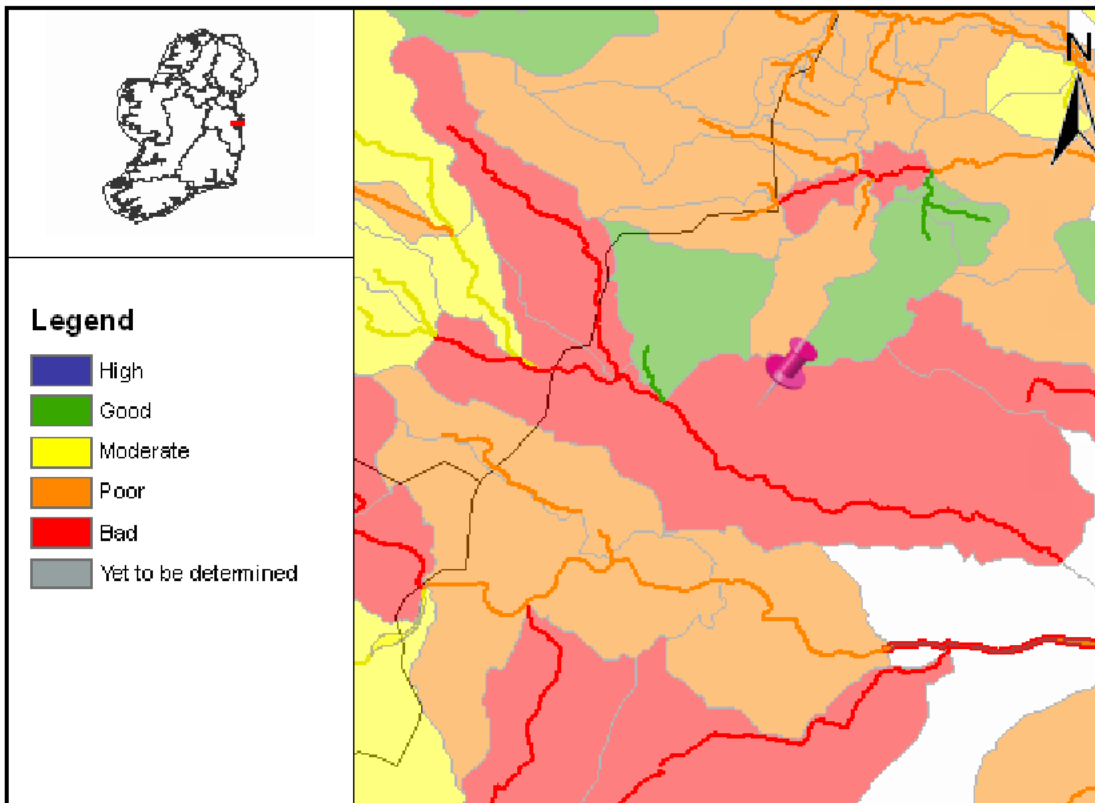 N
Legend
High
Good
Moderate
Poor
Bad
Yet to be determined